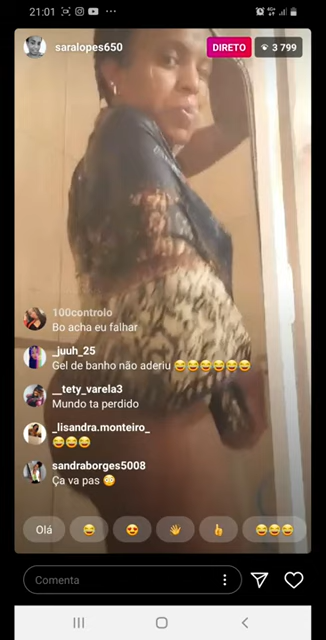 21:01
4G+
saralopes650
DIRETO
3 799
100controlo
Bo acha eu falhar
_juuh_25
Gel de banho não aderiu 😂😂😂😂😂😂
__tety_varela3
Mundo ta perdido
_lisandra.monteiro_
😂😂😂
sandraborges5008
Ça va pas 😳
Olá 😂 😍 👋 👍 😂😂😂
Comenta